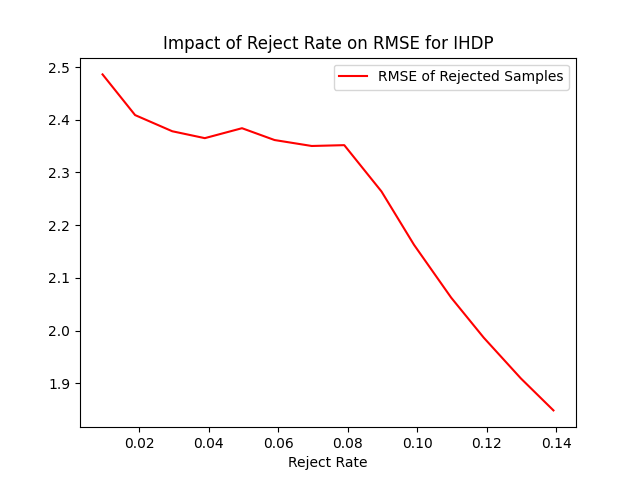 Impact of Reject Rate on RMSE for IHDP
RMSE of Rejected Samples
2.5
2.4
2.3
2.2
2.1
2.0
1.9
0.02 0.04 0.06 0.08 0.10 0.12 0.14
Reject Rate